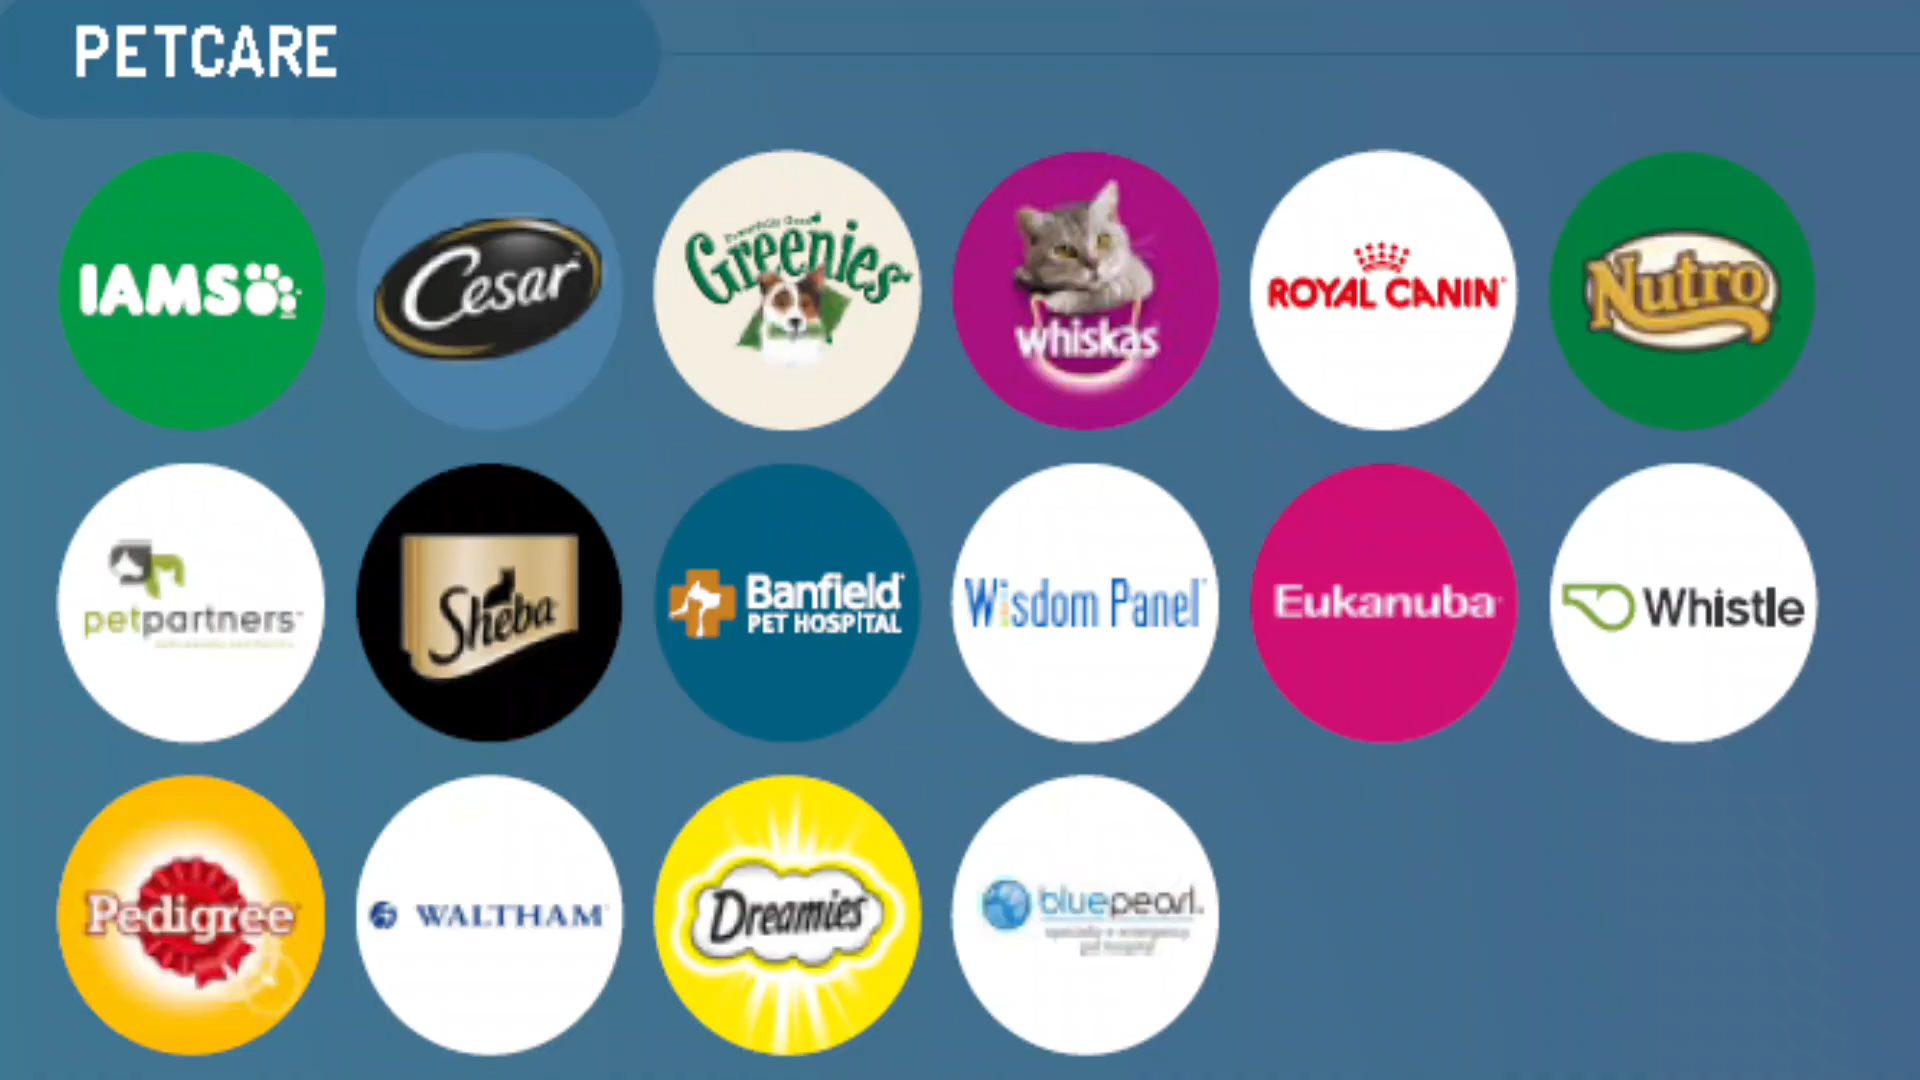 PETCARE
IAMS
Cesar
Greenies
whiskas
ROYAL CANIN
Nutro
petpartners
Sheba
Banfield
PET HOSPITAL
Wisdom Panel
Eukanuba
Whistle
Pedigree
WALTHAM
Dreamies
bluepearl